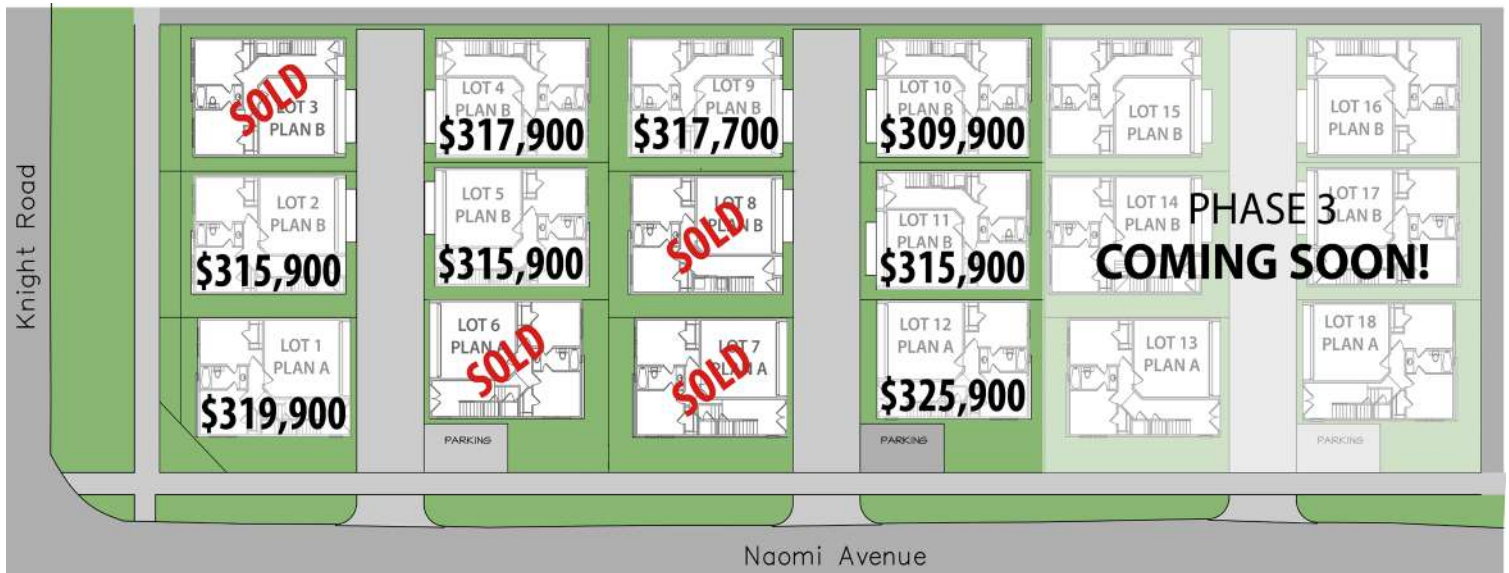 Knight Road
SOLD
LOT 3
PLAN B
LOT 4
PLAN B
$317,900
LOT 9
PLAN B
$317,700
LOT 10
PLAN B
$309,900
LOT 15
PLAN B
LOT 16
PLAN B
LOT 2
PLAN B
$315,900
LOT 5
PLAN B
$315,900
LOT 8
PLAN B
SOLD
LOT 11
PLAN B
$315,900
LOT 14
PLAN B
LOT 17
PLAN B
PHASE 3
COMING SOON!
LOT 1
PLAN A
$319,900
LOT 6
PLAN A
SOLD
LOT 7
PLAN A
SOLD
LOT 12
PLAN A
$325,900
LOT 13
PLAN A
LOT 18
PLAN A
PARKING
PARKING
PARKING
Naomi Avenue